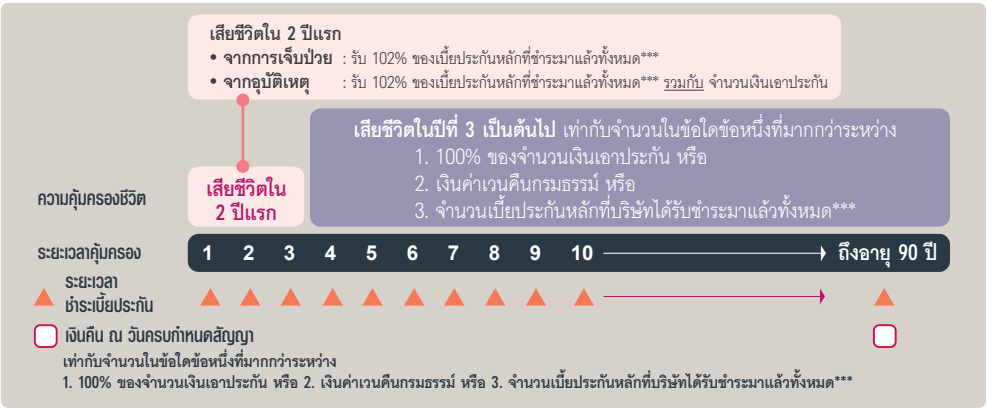 เสียชีวิตใน 2 ปีแรก
• จากการเจ็บป่วย : รับ 102% ของเบี้ยประกันหลักที่ชำระมาแล้วทั้งหมด***
• จากอุบัติเหตุ : รับ 102% ของเบี้ยประกันหลักที่ชำระมาแล้วทั้งหมด*** รวมกับ จำนวนเงินเอาประกัน
เสียชีวิตในปีที่ 3 เป็นต้นไป เท่ากับจำนวนในข้อใดข้อหนึ่งที่มากกว่าระหว่าง
1. 100% ของจำนวนเงินเอาประกัน หรือ
2. เงินค่าเวนคืนกรมธรรม์ หรือ
3. จำนวนเบี้ยประกันหลักที่บริษัทได้รับชำระมาแล้วทั้งหมด***
ความคุ้มครองชีวิต
เสียชีวิตใน
2 ปีแรก
ระยะเวลาคุ้มครอง 1 2 3 4 5 6 7 8 9 10 ถึงอายุ 90 ปี
ระยะเวลา
ชำระเบี้ยประกัน
เงินคืน ณ วันครบกำหนดสัญญา
เท่ากับจำนวนในข้อใดข้อหนึ่งที่มากกว่าระหว่าง
1. 100% ของจำนวนเงินเอาประกัน หรือ 2. เงินค่าเวนคืนกรมธรรม์ หรือ 3. จำนวนเบี้ยประกันหลักที่บริษัทได้รับชำระมาแล้วทั้งหมด***